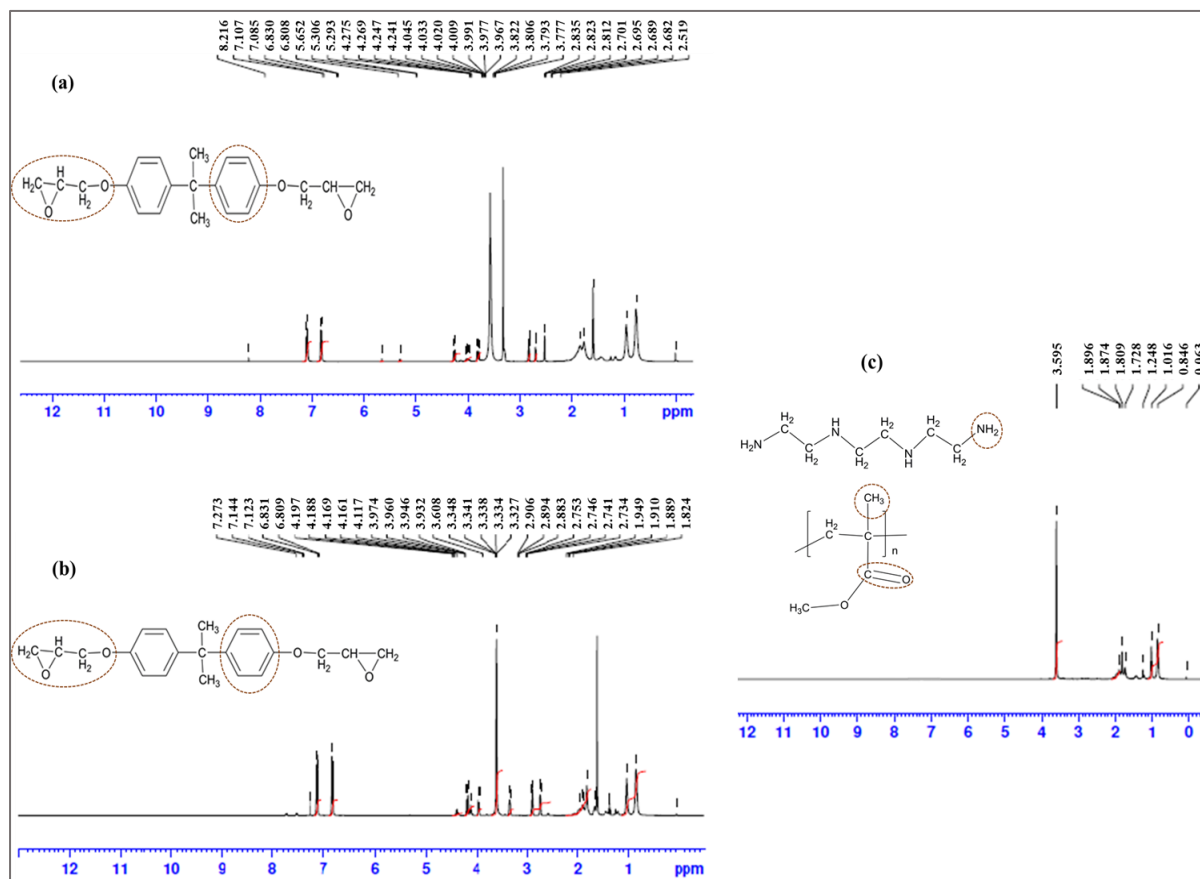 8.216 7.107 7.085 6.830 6.808 5.652 5.306 5.293 4.275 4.269 4.247 4.241 4.045 4.033 4.020 4.009 3.991 3.977 3.967 3.822 3.806 3.793 3.777 2.835 2.823 2.812 2.701 2.695 2.689 2.682 2.519
(a)
CH3
H2C H C O C H2 O CH3 O C H2 CH2 O
12 11 10 9 8 7 6 5 4 3 2 1 ppm
7.273 7.144 7.123 6.831 6.809 4.197 4.188 4.169 4.161 4.117 3.974 3.960 3.946 3.932 3.608 3.348 3.341 3.338 3.334 3.327 2.906 2.894 2.883 2.753 2.746 2.741 2.734 1.949 1.910 1.889 1.824
(b)
CH3
H2C H C O C H2 O CH3 O C H2 CH2 O
12 11 10 9 8 7 6 5 4 3 2 1 ppm
3.595 1.896 1.874 1.809 1.728 1.248 1.016 0.846 0.063
(c)
H2N C H2 C H2 H N C H2 C H2 N H C H2 C H2 NH2
CH3
C H2 C n
C O
H3C O
12 11 10 9 8 7 6 5 4 3 2 1 0